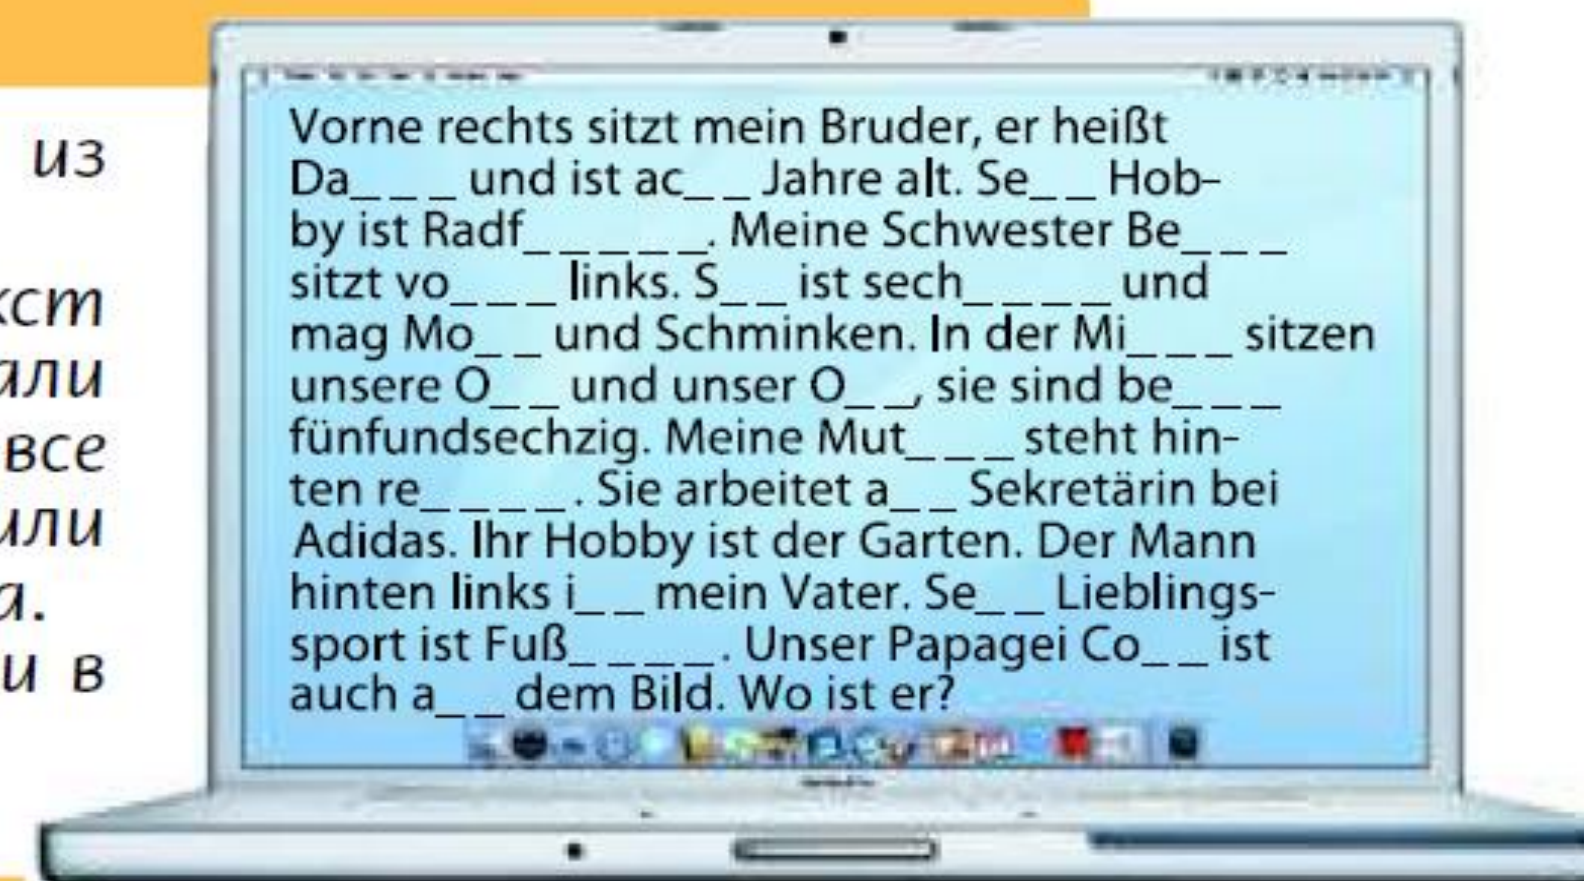 из
кст
али
все
или
а.
и в
Vorne rechts sitzt mein Bruder, er heißt
Da_ _ _ und ist ac_ _ Jahre alt. Se_ _ Hob-
by ist Radf_ _ _ _ _. Meine Schwester Be_ _ _
sitzt vo_ _ _ links. S_ _ ist sech_ _ _ _ und
mag Mo_ _ und Schminken. In der Mi_ _ _ sitzen
unsere O_ _ und unser O_ _, sie sind be_ _ _
fünfundsechzig. Meine Mut_ _ _ steht hin-
ten re_ _ _ _. Sie arbeitet a_ _ Sekretärin bei
Adidas. Ihr Hobby ist der Garten. Der Mann
hinten links i_ _ mein Vater. Se_ _ Lieblings-
sport ist Fuß_ _ _ _. Unser Papagei Co_ _ ist
auch a_ _ dem Bild. Wo ist er?